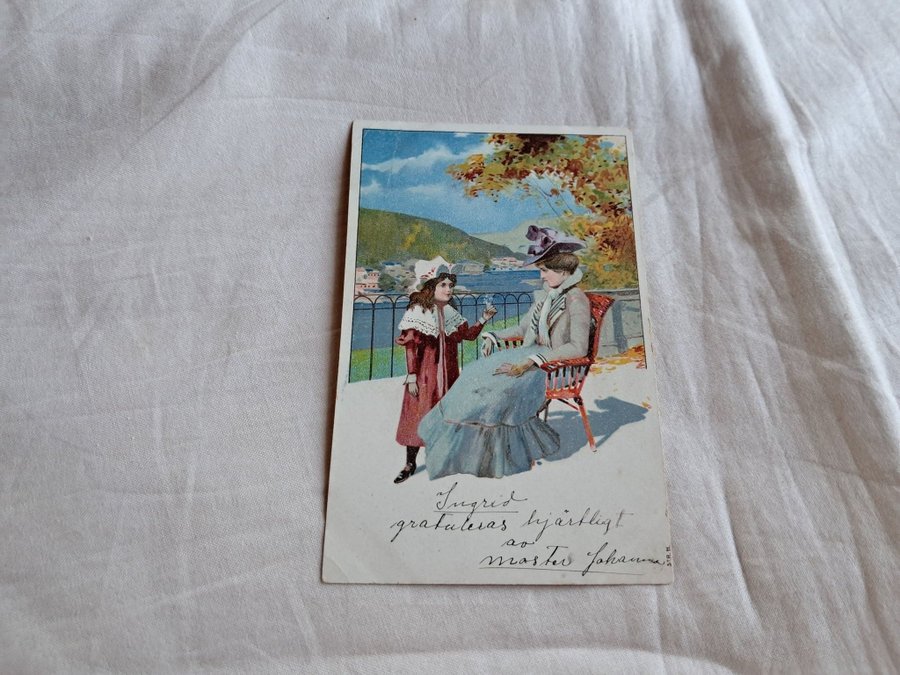 Ingrid
gratuleras hjärtligt
av
moster Johanna